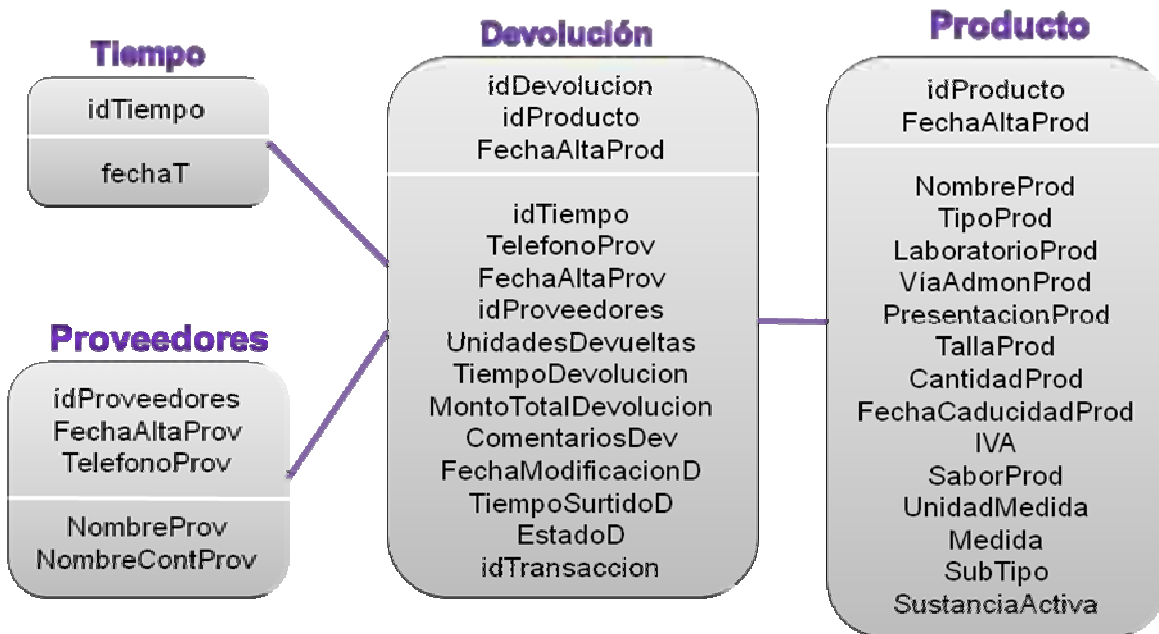 Tiempo
idTiempo
fechaT
Proveedores
idProveedores
FechaAltaProv
TelefonoProv
NombreProv
NombreContProv
Devolución
idDevolucion
idProducto
FechaAltaProd
idTiempo
TelefonoProv
FechaAltaProv
idProveedores
UnidadesDevueltas
TiempoDevolucion
MontoTotalDevolucion
ComentariosDev
FechaModificacionD
TiempoSurtidoD
EstadoD
idTransaccion
Producto
idProducto
FechaAltaProd
NombreProd
TipoProd
LaboratorioProd
VíaAdmonProd
PresentacionProd
TallaProd
CantidadProd
FechaCaducidadProd
IVA
SaborProd
UnidadMedida
Medida
SubTipo
SustanciaActiva